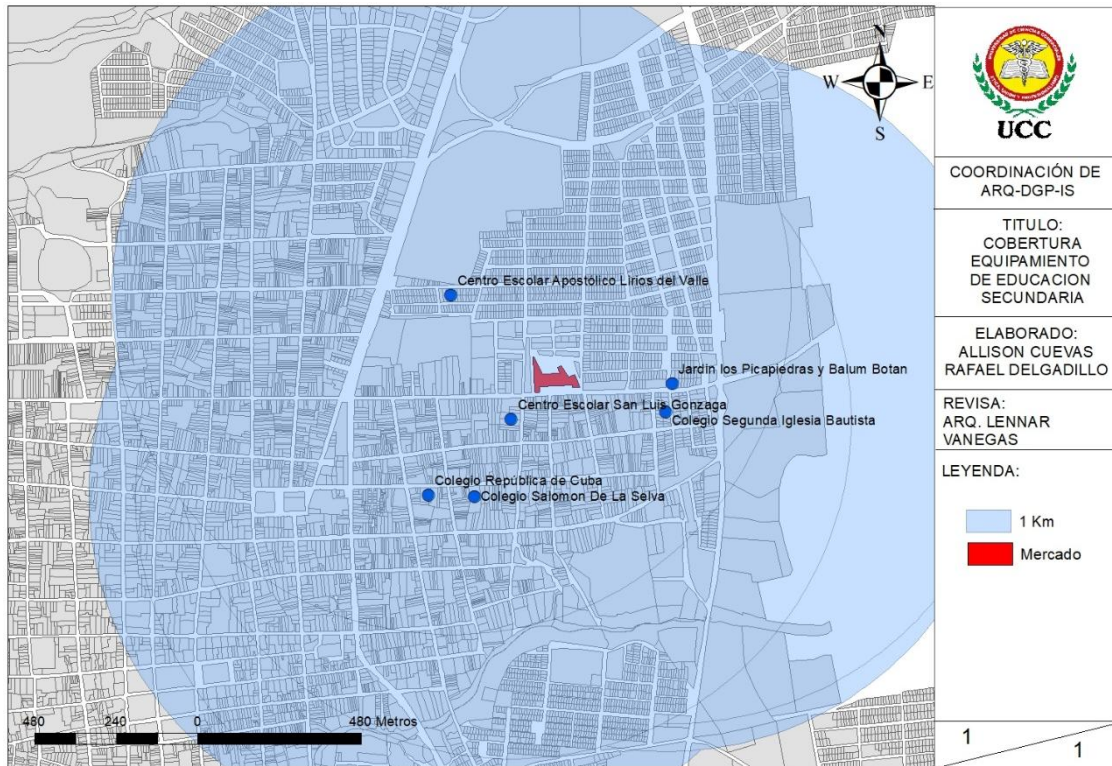 N
W E
S
Centro Escolar Apostólico Lirios del Valle
Jardin los Picapiedras y Balum Botan
Centro Escolar San Luis Gonzaga
Colegio Segunda Iglesia Bautista
Colegio República de Cuba
Colegio Salomon De La Selva
480 240 0 480 Metros
UCC
COORDINACIÓN DE
ARQ-DGP-IS
TITULO:
COBERTURA
EQUIPAMIENTO
DE EDUCACION
SECUNDARIA
ELABORADO:
ALLISON CUEVAS
RAFAEL DELGADILLO
REVISA:
ARQ. LENNAR
VANEGAS
LEYENDA:
1 Km
Mercado
1
1